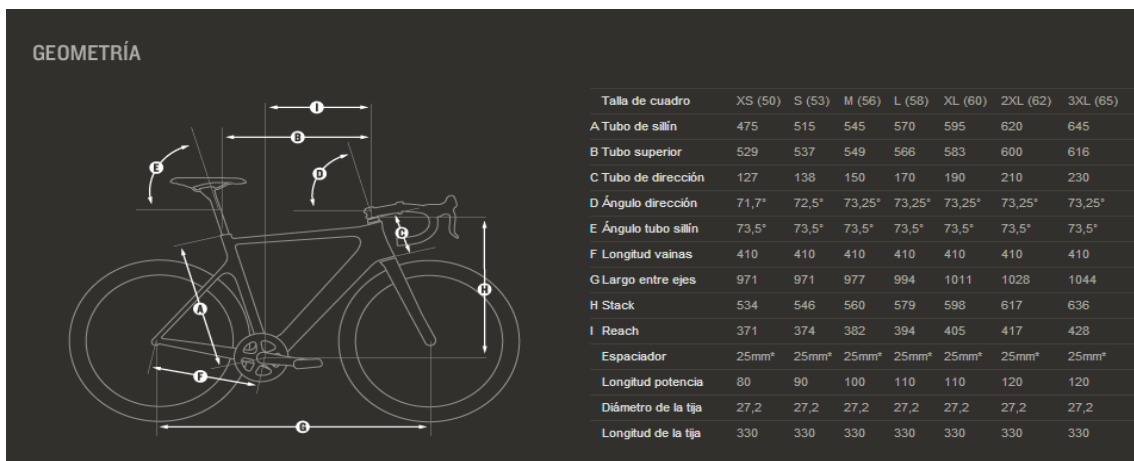 GEOMETRÍA
I
B
E
D
C
H
A
F
G
Talla de cuadro XS (50) S (53) M (56) L (58) XL (60) 2XL (62) 3XL (65)
A Tubo de sillín 475 515 545 570 595 620 645
B Tubo superior 529 537 549 566 583 600 616
C Tubo de dirección 127 138 150 170 190 210 230
D Ángulo dirección 71,7° 72,5° 73,25° 73,25° 73,25° 73,25° 73,25°
E Ángulo tubo sillín 73,5° 73,5° 73,5° 73,5° 73,5° 73,5° 73,5°
F Longitud vainas 410 410 410 410 410 410 410
G Largo entre ejes 971 971 977 994 1011 1028 1044
H Stack 534 546 560 579 598 617 636
I Reach 371 374 382 394 405 417 428
Espaciador 25mm* 25mm* 25mm* 25mm* 25mm* 25mm* 25mm*
Longitud potencia 80 90 100 110 110 120 120
Diámetro de la tija 27,2 27,2 27,2 27,2 27,2 27,2 27,2
Longitud de la tija 330 330 330 330 330 330 330